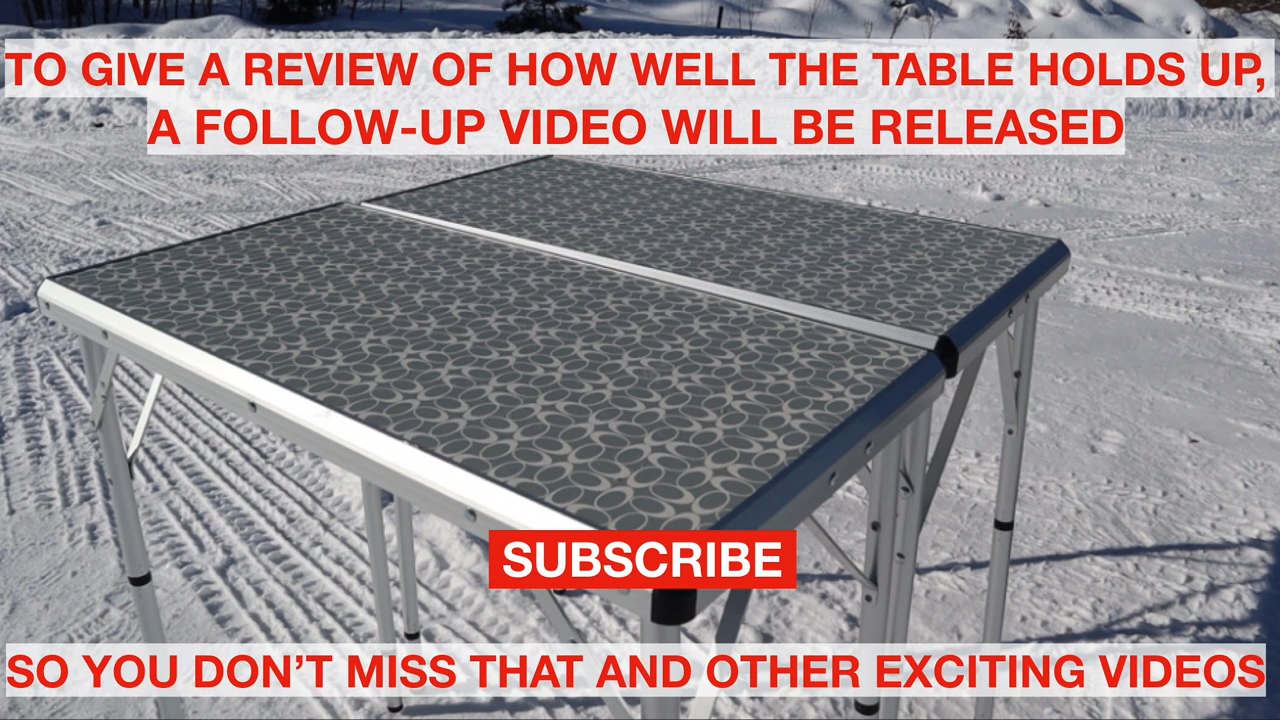 TO GIVE A REVIEW OF HOW WELL THE TABLE HOLDS UP,
A FOLLOW-UP VIDEO WILL BE RELEASED
SUBSCRIBE
SO YOU DON’T MISS THAT AND OTHER EXCITING VIDEOS